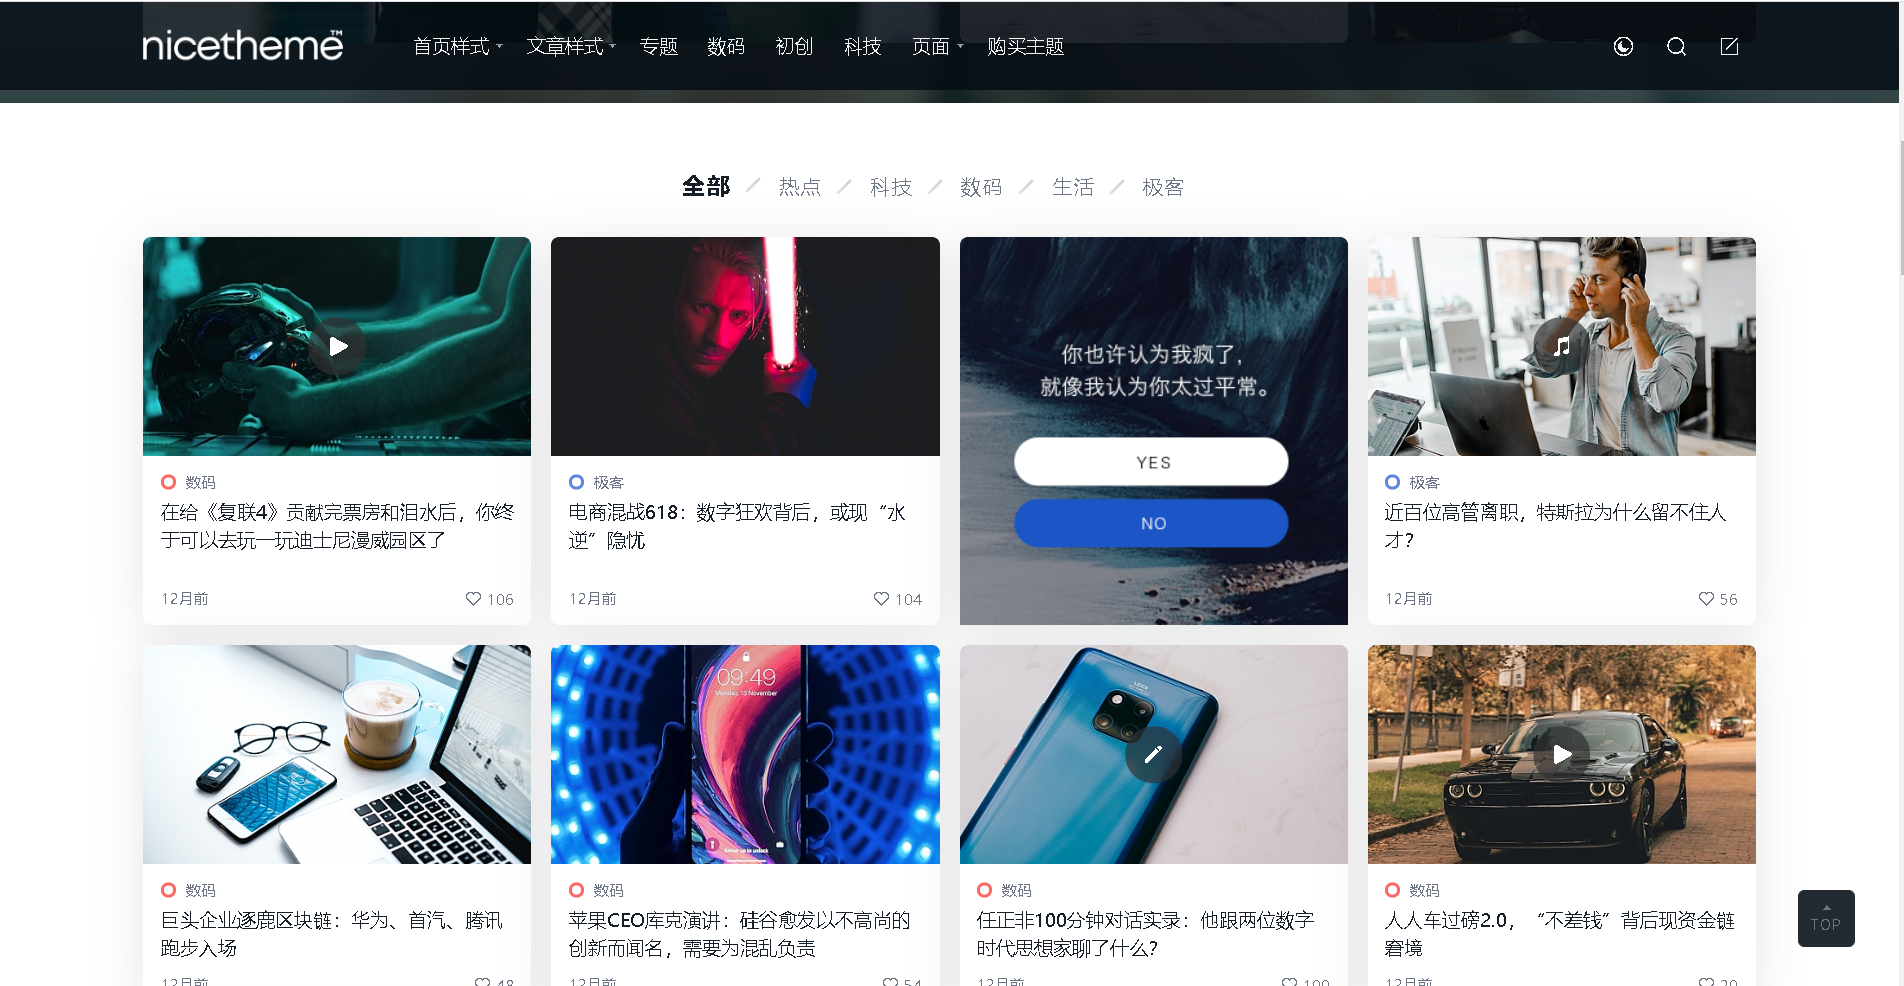 nicetheme™
首页样式 文章样式 专题 数码 初创 科技 页面 购买主题
全部 / 热点 / 科技 / 数码 / 生活 / 极客
数码
在给《复联4》贡献完票房和泪水后，你终
于可以去玩一玩迪士尼漫威园区了
12月前 106
极客
电商混战618：数字狂欢背后，或现“水
逆”隐忧
12月前 104
你也许认为我疯了，
就像我认为你太过平常。
YES
NO
极客
近百位高管离职，特斯拉为什么留不住人
才？
12月前 56
数码
巨头企业逐鹿区块链：华为、首汽、腾讯
跑步入场
12月前 48
09:49
Monday, 13 November
数码
苹果CEO库克演讲：硅谷愈发以不高尚的
创新而闻名，需要为混乱负责
12月前 54
LEICA
数码
任正非100分钟对话实录：他跟两位数字
时代思想家聊了什么？
12月前 100
数码
人人车过磅2.0，“不差钱”背后现资金链
窘境
12月前 20
TOP